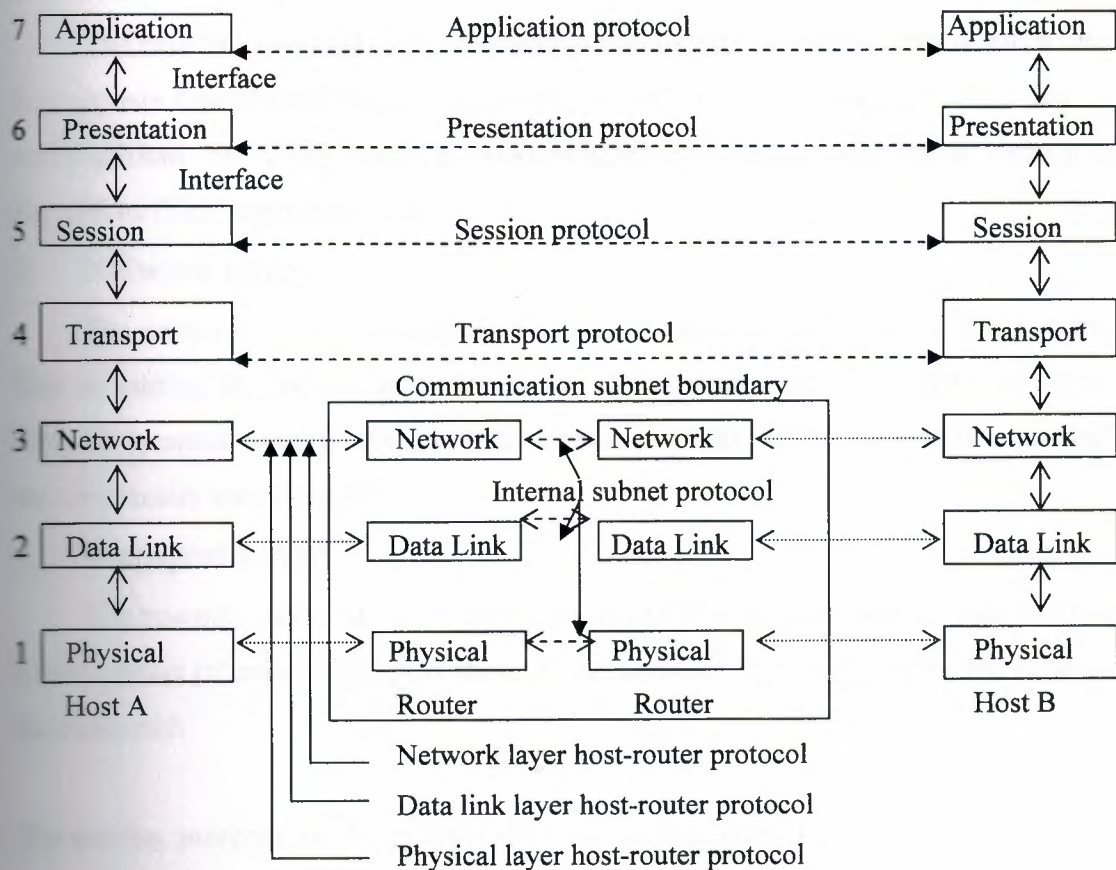 7 Application Application protocol Application
Interface
6 Presentation Presentation protocol Presentation
Interface
5 Session Session protocol Session
4 Transport Transport protocol Transport
Communication subnet boundary
3 Network Network Network Network
Internal subnet protocol
2 Data Link Data Link Data Link Data Link
1 Physical Physical Physical Physical
Host A Router Router Host B
Network layer host-router protocol
Data link layer host-router protocol
Physical layer host-router protocol